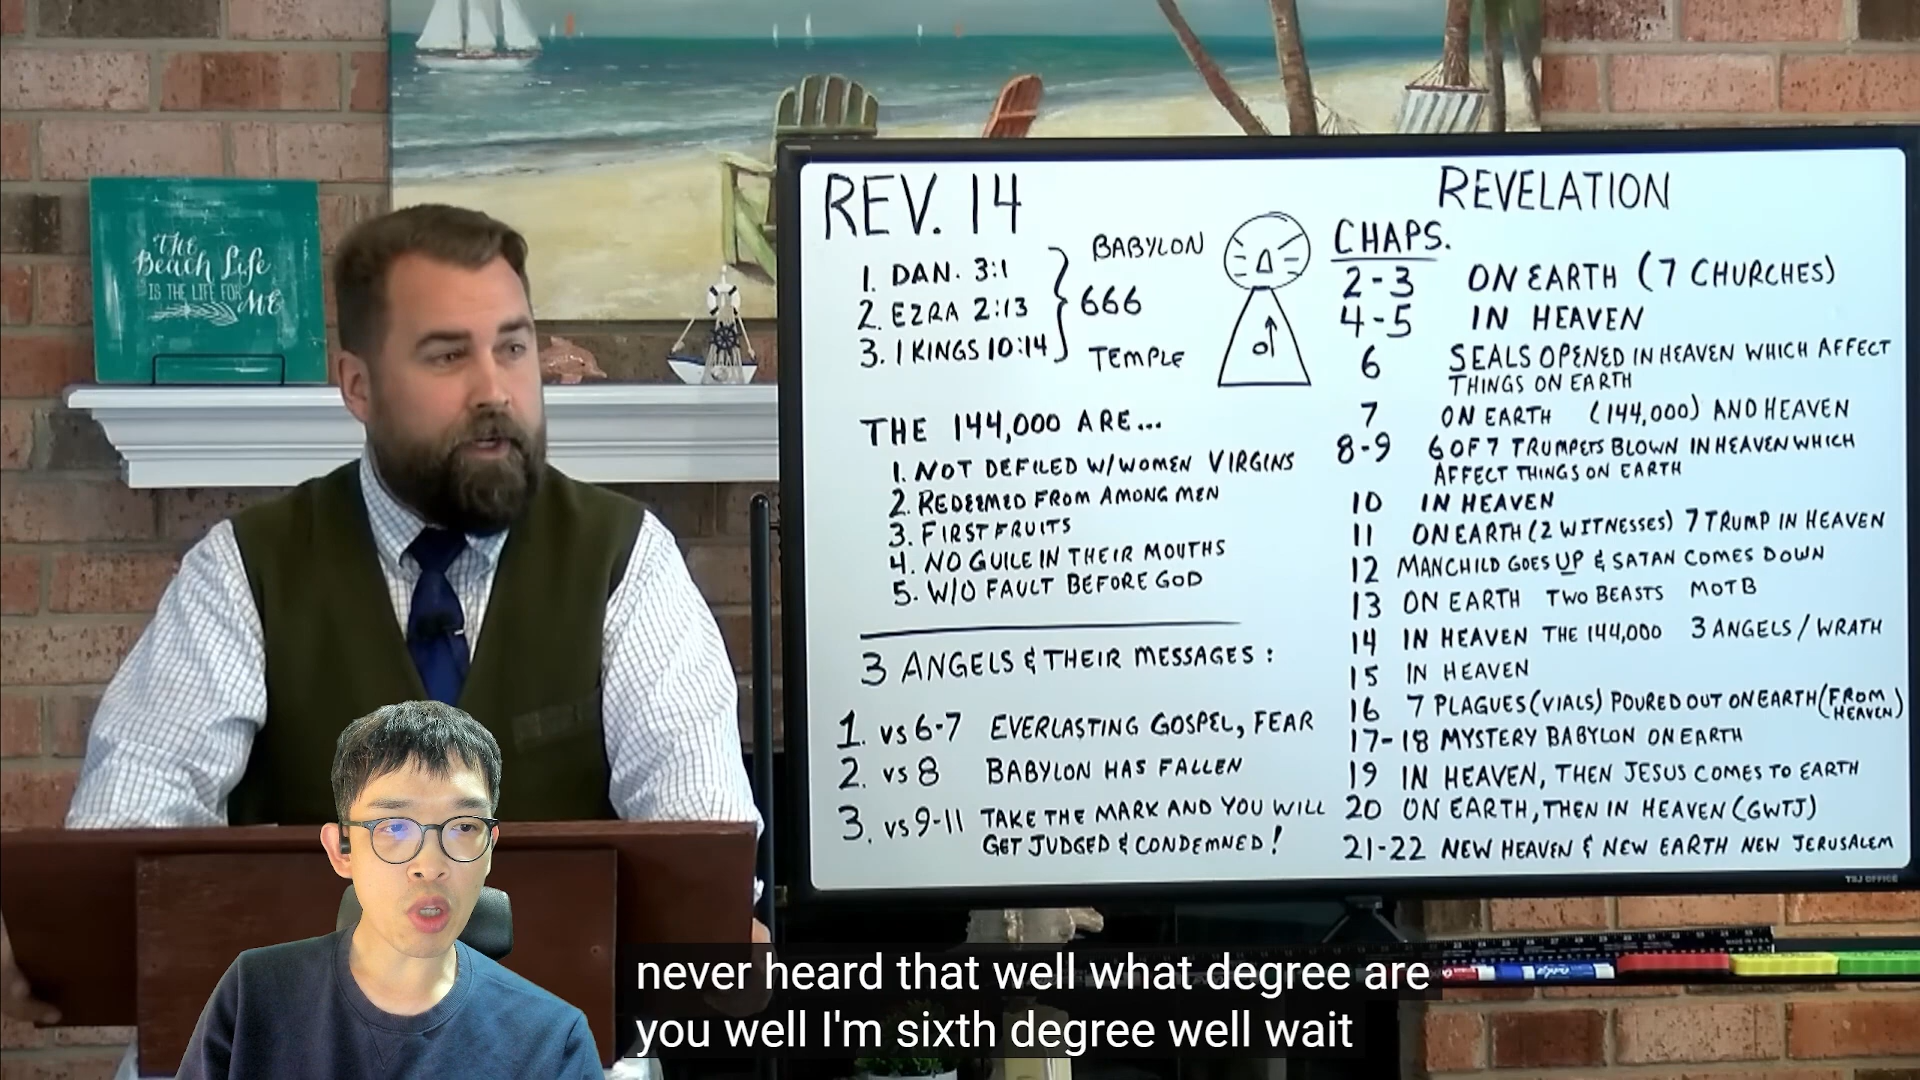 THE
Beach Life
IS THE LIFE FOR
ME
REV. 14
1. DAN. 3:1
2. EZRA 2:13
3. 1 KINGS 10:14
BABYLON
666
TEMPLE
THE 144,000 ARE...
1. NOT DEFILED W/WOMEN VIRGINS
2. REDEEMED FROM AMONG MEN
3. FIRSTFRUITS
4. NO GUILE IN THEIR MOUTHS
5. W/O FAULT BEFORE GOD
3 ANGELS & THEIR MESSAGES:
1. vs 6-7 EVERLASTING GOSPEL, FEAR
2. vs 8 BABYLON HAS FALLEN
3. vs 9-11 TAKE THE MARK AND YOU WILL
GET JUDGED & CONDEMNED!
REVELATION
CHAPS.
2-3 ON EARTH (7 CHURCHES)
4-5 IN HEAVEN
6 SEALS OPENED IN HEAVEN WHICH AFFECT
THINGS ON EARTH
7 ON EARTH (144,000) AND HEAVEN
8-9 6 OF 7 TRUMPETS BLOWN IN HEAVEN WHICH
AFFECT THINGS ON EARTH
10 IN HEAVEN
11 ON EARTH (2 WITNESSES) 7 TRUMP IN HEAVEN
12 MANCHILD GOES UP & SATAN COMES DOWN
13 ON EARTH TWO BEASTS MOTB
14 IN HEAVEN THE 144,000 3 ANGELS/WRATH
15 IN HEAVEN
16 7 PLAGUES (VIALS) POURED OUT ON EARTH (FROM
HEAVEN)
17-18 MYSTERY BABYLON ON EARTH
19 IN HEAVEN, THEN JESUS COMES TO EARTH
20 ON EARTH, THEN IN HEAVEN (GWTJ)
21-22 NEW HEAVEN & NEW EARTH NEW JERUSALEM
TSJ OFFICE
never heard that well what degree are
you well I'm sixth degree well wait